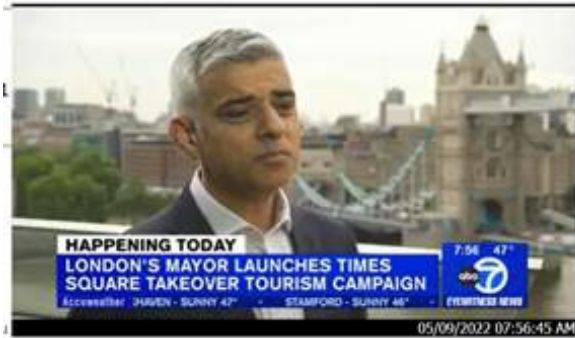 HAPPENING TODAY
LONDON'S MAYOR LAUNCHES TIMES
SQUARE TAKEOVER TOURISM CAMPAIGN
7:56 47°
abc 7
EYEWITNESS NEWS
AccuWeather HAVEN - SUNNY 47° - STAMFORD - SUNNY 46° -
05/09/2022 07:56:45 AM